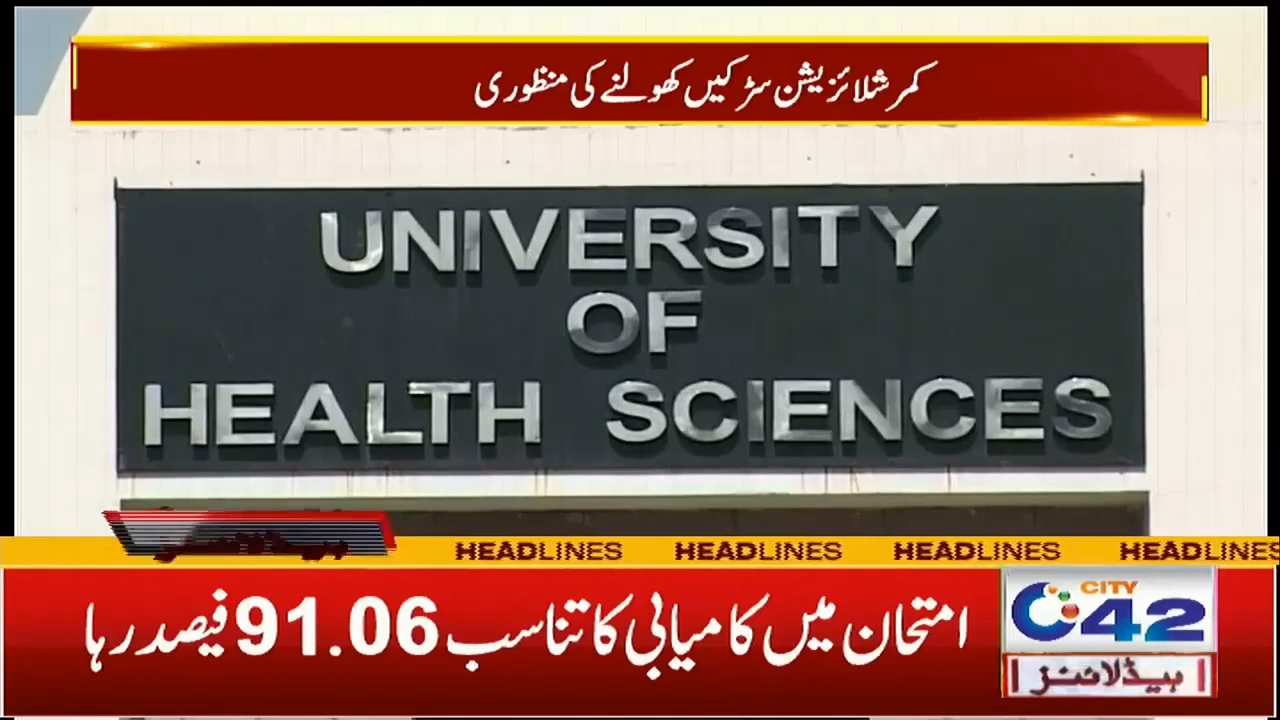 کمرشلائزیشن سڑکیں کھولنے کی منظوری
UNIVERSITY
OF
HEALTH SCIENCES
HEADLINES HEADLINES HEADLINES HEADLINES
امتحان میں کامیابی کا تناسب 91.06 فیصد رہا
CITY
42
ہیڈلائنز